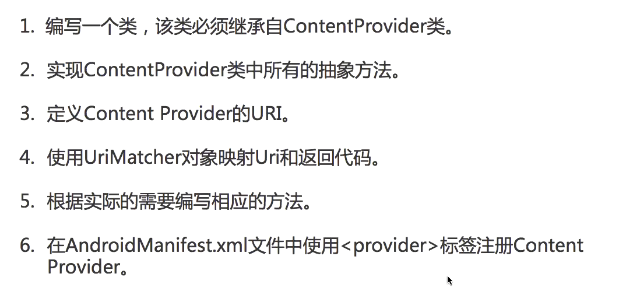 1. 编写一个类，该类必须继承自ContentProvider类。
2. 实现ContentProvider类中所有的抽象方法。
3. 定义Content Provider的URI。
4. 使用UriMatcher对象映射Uri和返回代码。
5. 根据实际的需要编写相应的方法。
6. 在AndroidManifest.xml文件中使用<provider>标签注册Content
Provider。